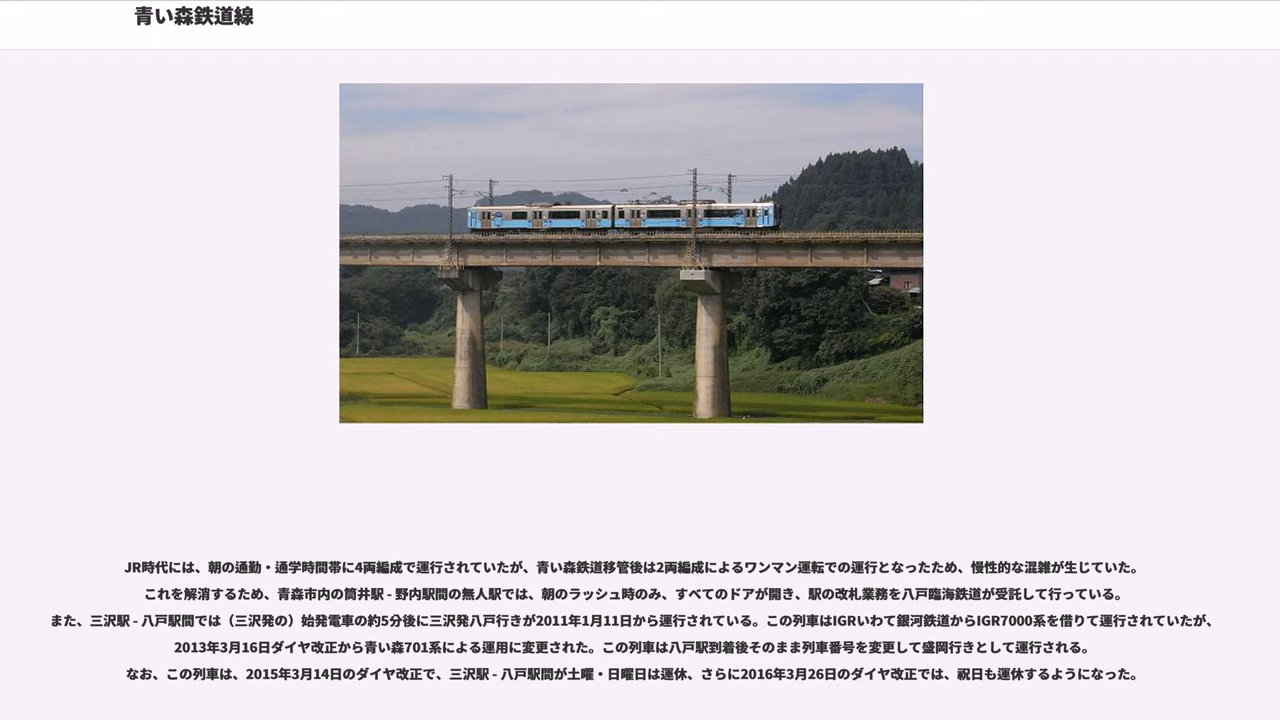 青い森鉄道線
JR時代には、朝の通勤・通学時間帯に4両編成で運行されていたが、青い森鉄道移管後は2両編成によるワンマン運転での運行となったため、慢性的な混雑が生じていた。
これを解消するため、青森市内の筒井駅 - 野内駅間の無人駅では、朝のラッシュ時のみ、すべてのドアが開き、駅の改札業務を八戸臨海鉄道が受託して行っている。
また、三沢駅 - 八戸駅間では（三沢発の）始発電車の約5分後に三沢発八戸行きが2011年1月11日から運行されている。この列車はIGRいわて銀河鉄道からIGR7000系を借りて運行されていたが、
2013年3月16日ダイヤ改正から青い森701系による運用に変更された。この列車は八戸駅到着後そのまま列車番号を変更して盛岡行きとして運行される。
なお、この列車は、2015年3月14日のダイヤ改正で、三沢駅 - 八戸駅間が土曜・日曜日は運休、さらに2016年3月26日のダイヤ改正では、祝日も運休するようになった。